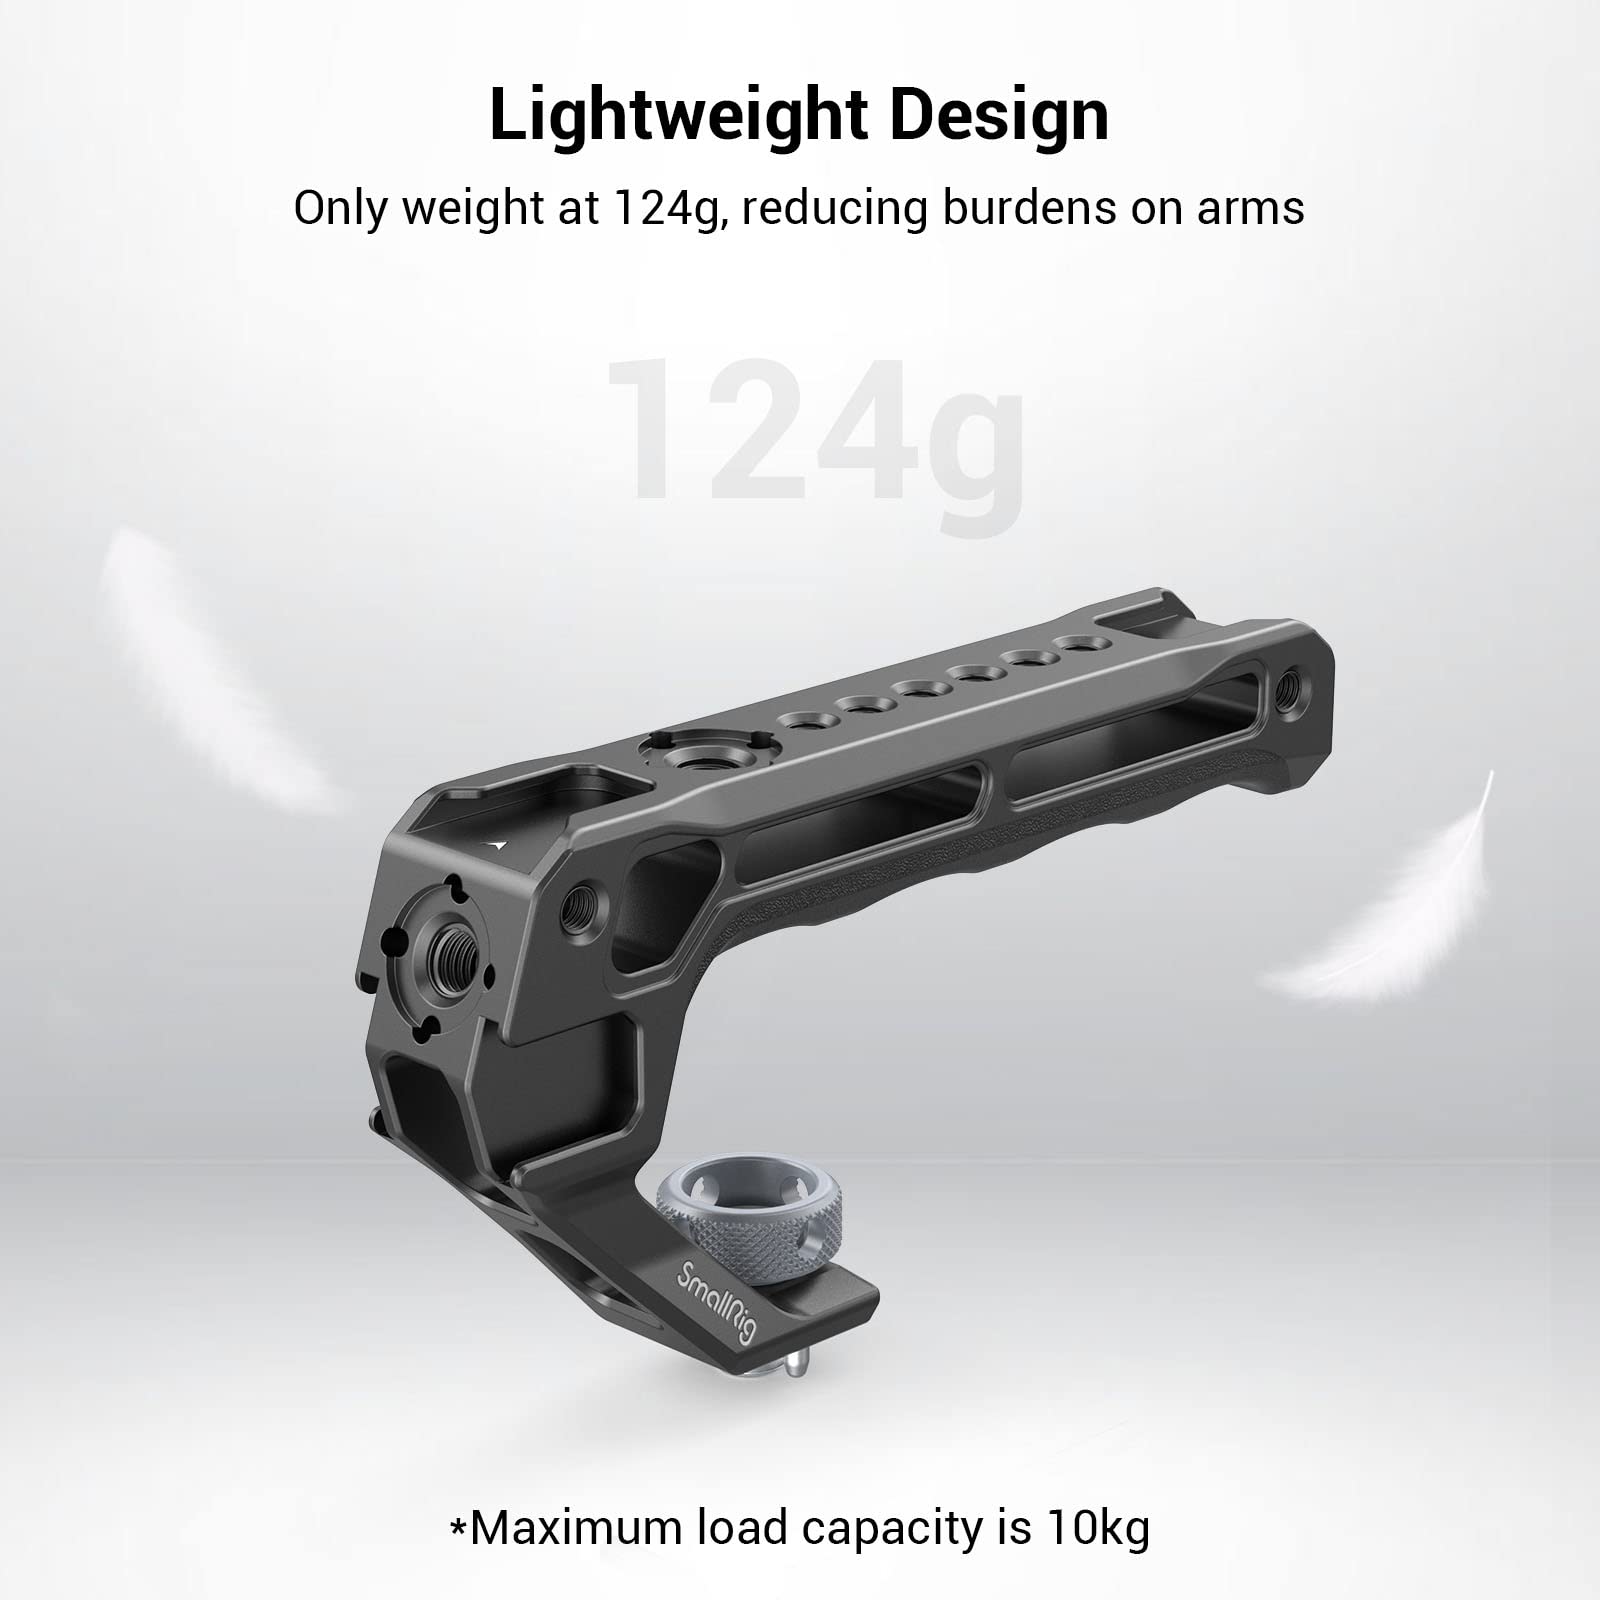 Lightweight Design
Only weight at 124g, reducing burdens on arms
124g
SmallRig
*Maximum load capacity is 10kg